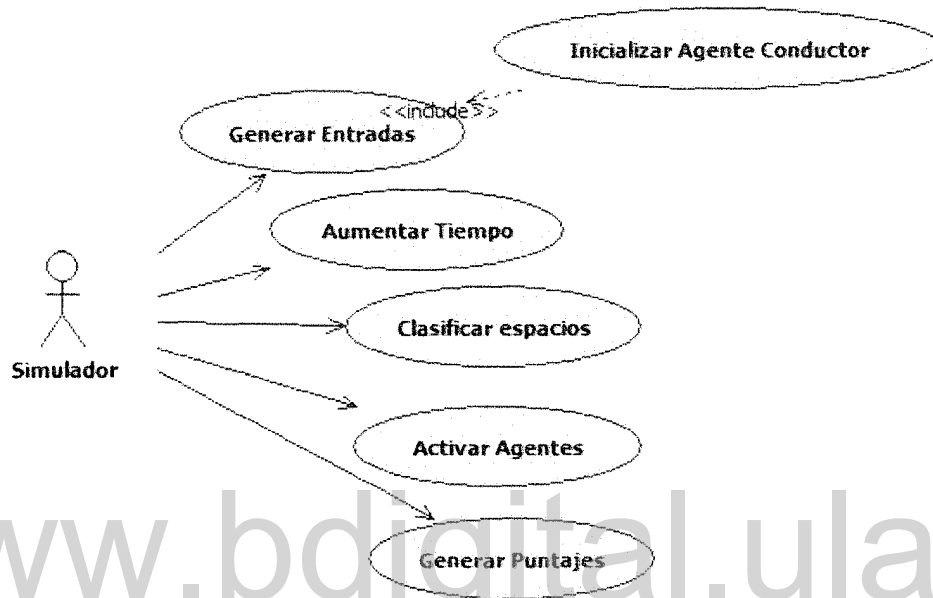 Inicializar Agente Conductor
<<include>>
Generar Entradas
Aumentar Tiempo
Clasificar espacios
Simulador
Activar Agentes
Generar Puntajes
www.bdigital.ula